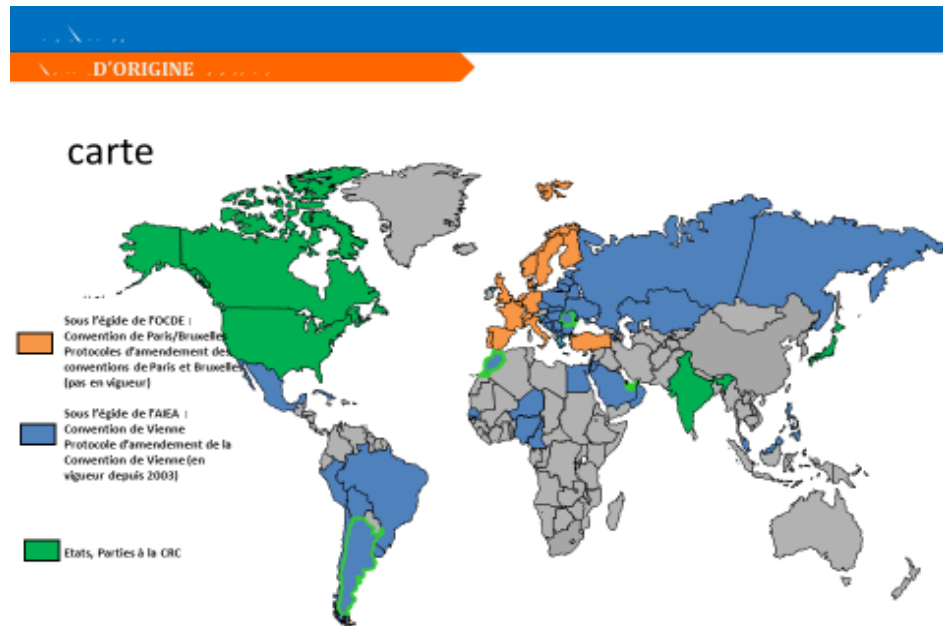 D'ORIGINE
carte
Sous l'égide de l'OCDE :
Convention de Paris/Bruxelles
Protocoles d'amendement des
conventions de Paris et Bruxelles
(pas en vigueur)
Sous l'égide de l'AIEA :
Convention de Vienne
Protocole d'amendement de la
Convention de Vienne (en
vigueur depuis 2003)
Etats, Parties à la CRC